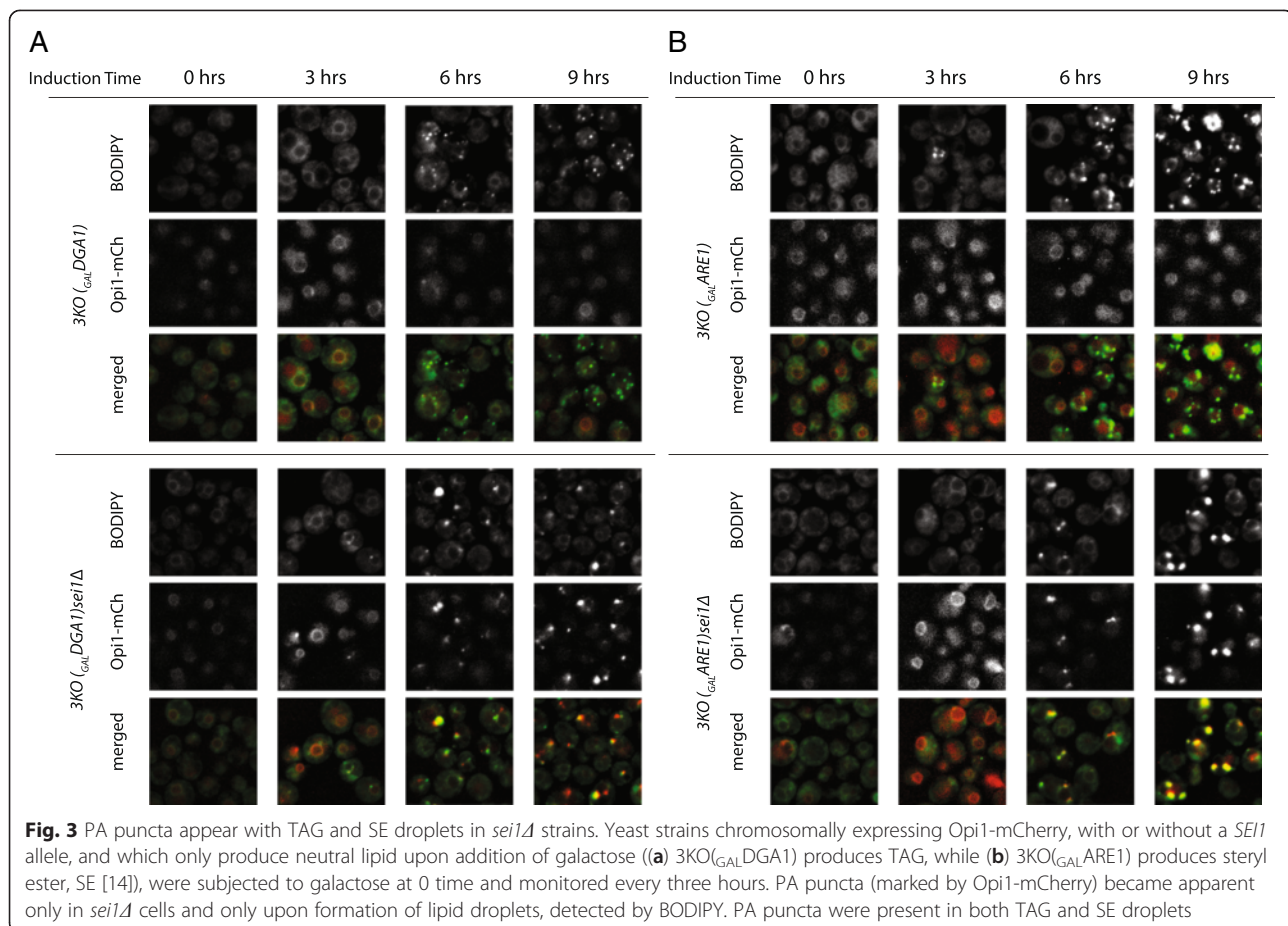 A
Induction Time 0 hrs 3 hrs 6 hrs 9 hrs
3KO (GALDGA1)
BODIPY
Opi1-mCh
merged
3KO (GALDGA1)sei1Δ
BODIPY
Opi1-mCh
merged
B
Induction Time 0 hrs 3 hrs 6 hrs 9 hrs
3KO (GALARE1)
BODIPY
Opi1-mCh
merged
3KO (GALARE1)sei1Δ
BODIPY
Opi1-mCh
merged
Fig. 3 PA puncta appear with TAG and SE droplets in sei1Δ strains. Yeast strains chromosomally expressing Opi1-mCherry, with or without a SEI1
allele, and which only produce neutral lipid upon addition of galactose ((a) 3KO(GALDGA1) produces TAG, while (b) 3KO(GALARE1) produces steryl
ester, SE [14]), were subjected to galactose at 0 time and monitored every three hours. PA puncta (marked by Opi1-mCherry) became apparent
only in sei1Δ cells and only upon formation of lipid droplets, detected by BODIPY. PA puncta were present in both TAG and SE droplets